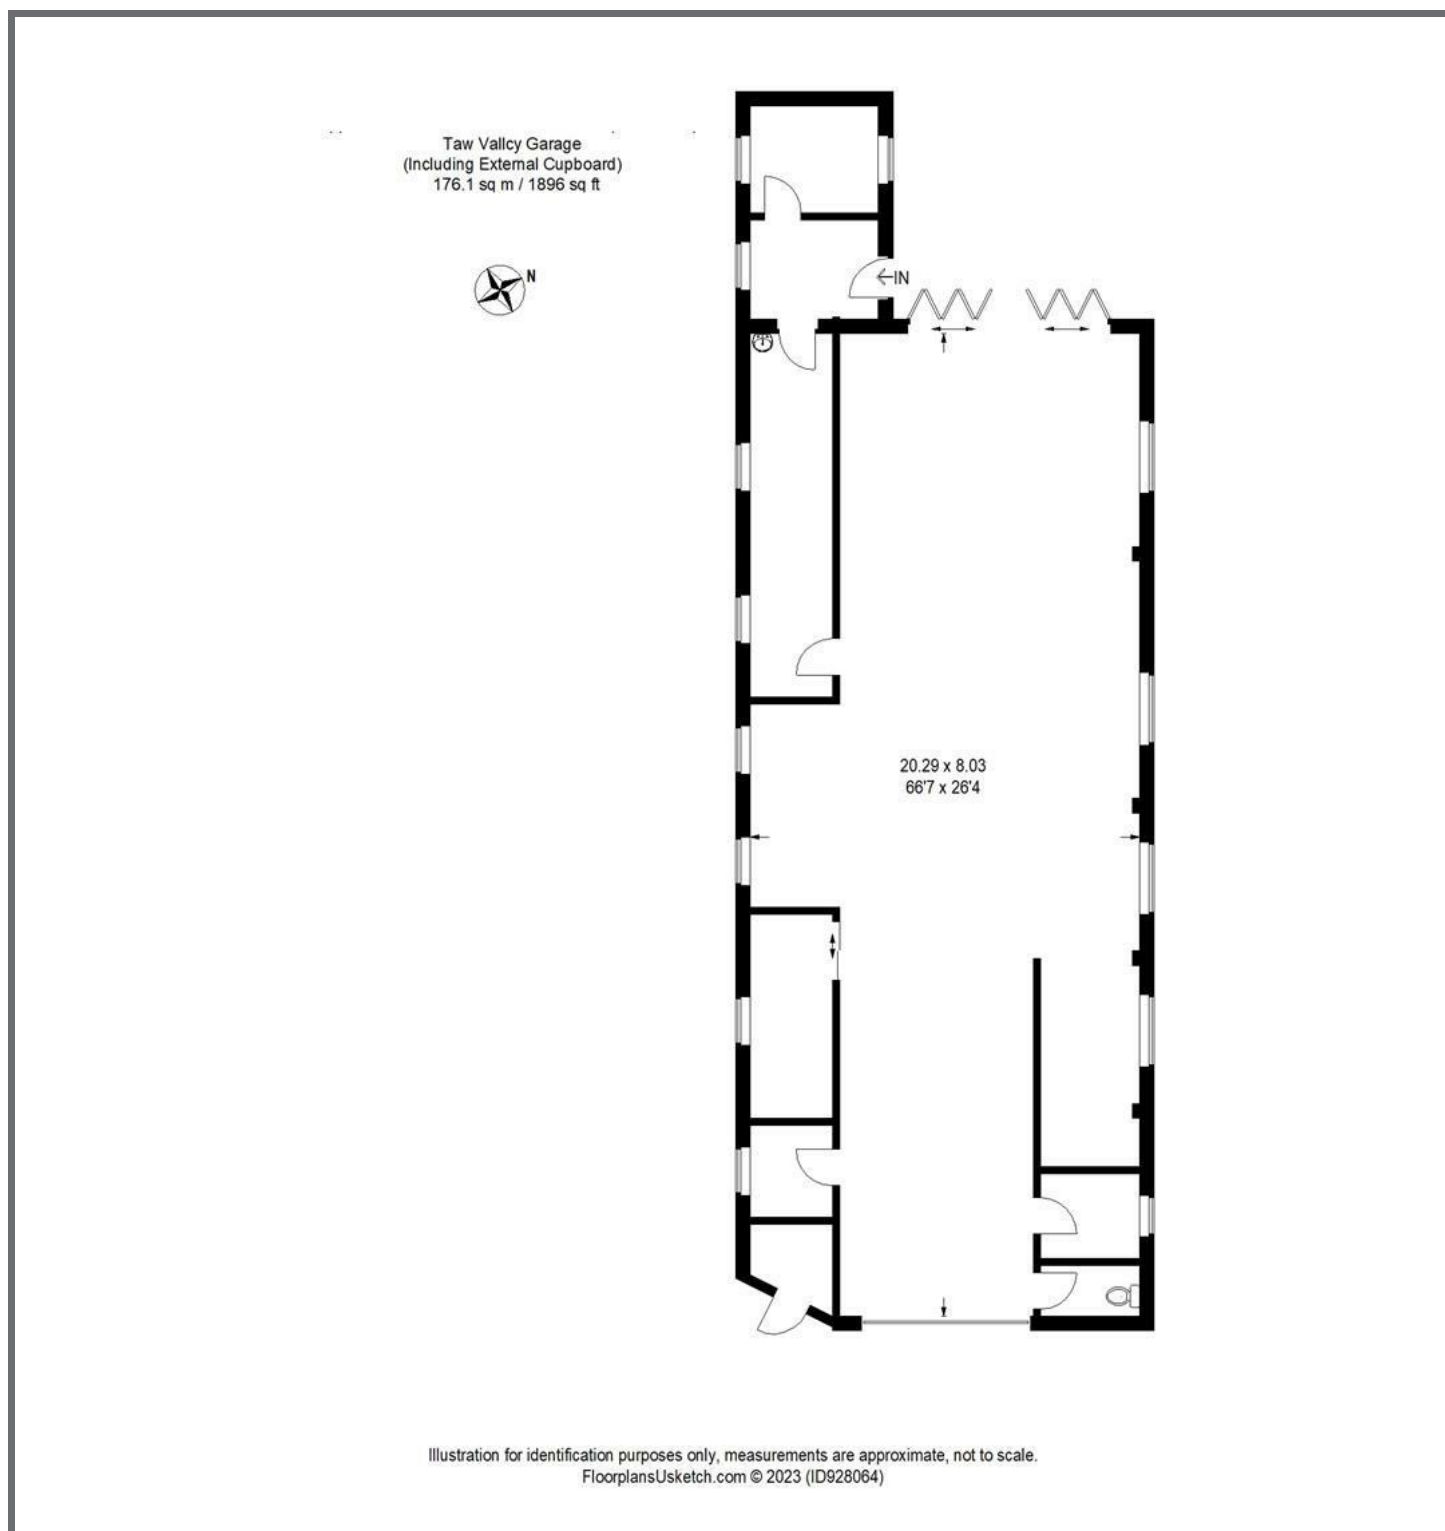 Taw Vallcy Garage
(Including External Cupboard)
176.1 sq m / 1896 sq ft
N
IN
20.29 x 8.03
66'7 x 26'4
Illustration for identification purposes only, measurements are approximate, not to scale.
FloorplansUsketch.com © 2023 (ID928064)